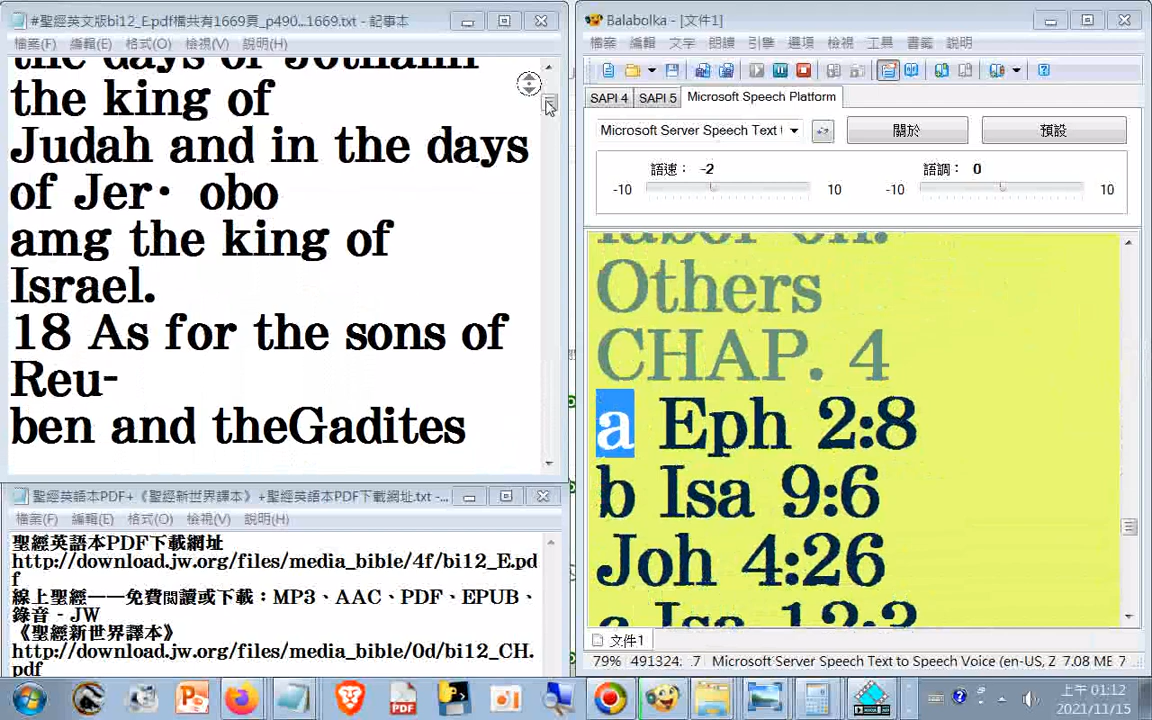 #聖經英文版bi12_E.pdf檔共有1669頁_p490...1669.txt - 記事本
檔案(F) 編輯(E) 格式(O) 檢視(V) 說明(H)
the days of Jothamf
the king of
Judah and in the days
of Jer· obo
amg the king of
Israel.
18 As for the sons of
Reu-
ben and theGadites
聖經英語本PDF+《聖經新世界譯本》+聖經英語本PDF下載網址.txt - ...
檔案(F) 編輯(E) 格式(O) 檢視(V) 說明(H)
聖經英語本PDF下載網址
http://download.jw.org/files/media_bible/4f/bi12_E.pd
f
線上聖經——免費閱讀或下載：MP3、AAC、PDF、EPUB、
錄音 - JW
《聖經新世界譯本》
http://download.jw.org/files/media_bible/0d/bi12_CH.
pdf
Balabolka - [文件1]
檔案 編輯 文字 朗讀 引擎 選項 檢視 工具 書籤 說明
SAPI 4 SAPI 5 Microsoft Speech Platform
Microsoft Server Speech Text 關於 預設
語速： -2 語調： 0
-10 10 -10 10
labor on.
Others
CHAP. 4
a Eph 2:8
b Isa 9:6
Joh 4:26
c Isa 12:3
文件1
79% 491324: .7 Microsoft Server Speech Text to Speech Voice (en-US, Z 7.08 ME 7
PDF
上午 01:12
2021/11/15